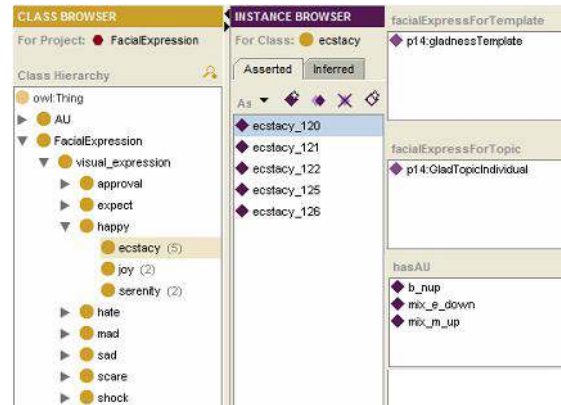 CLASS BROWSER
For Project: FacialExpression
Class Hierarchy
owl:Thing
AU
FacialExpression
visual_expression
approval
expect
happy
ecstacy (5)
joy (2)
serenity (2)
hate
mad
sad
scare
shock
INSTANCE BROWSER
For Class: ecstacy
Asserted Inferred
As
ecstacy_120
ecstacy_121
ecstacy_122
ecstacy_125
ecstacy_126
facialExpressForTemplate
p14:gladnessTemplate
facialExpressForTopic
p14:GladTopicIndividual
hasAU
b_nup
mix_e_down
mix_m_up